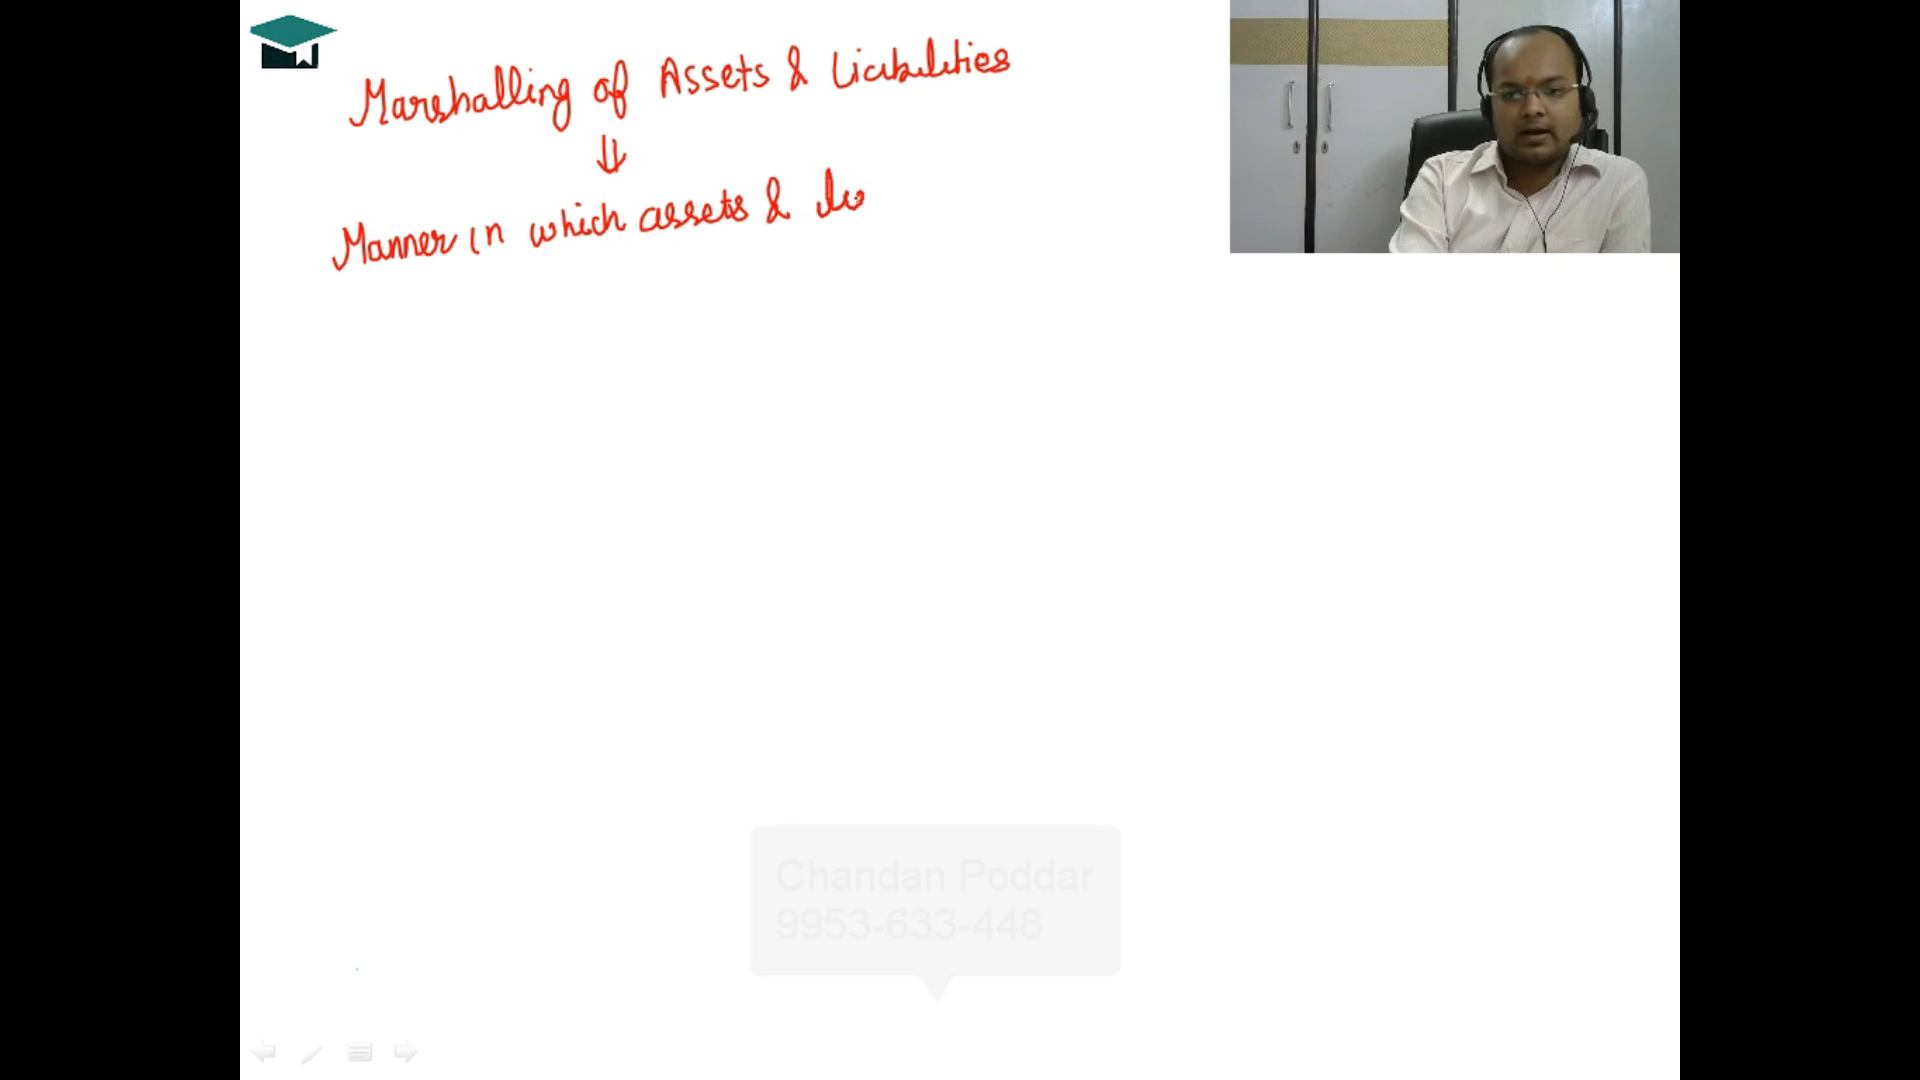 Marshalling of Assets & Liabilities
Manner in which assets & 
Chandan Poddar
9953-633-448